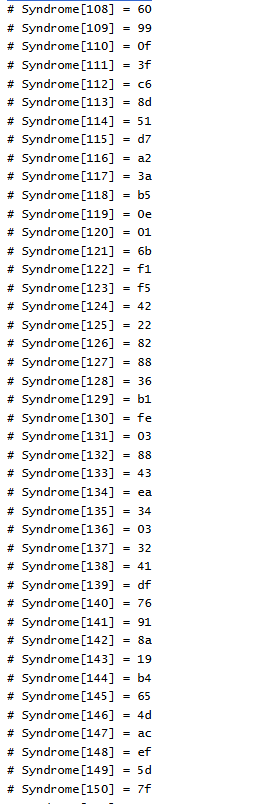 # Syndrome[108] = 60
# Syndrome[109] = 99
# Syndrome[110] = 0f
# Syndrome[111] = 3f
# Syndrome[112] = c6
# Syndrome[113] = 8d
# Syndrome[114] = 51
# Syndrome[115] = d7
# Syndrome[116] = a2
# Syndrome[117] = 3a
# Syndrome[118] = b5
# Syndrome[119] = 0e
# Syndrome[120] = 01
# Syndrome[121] = 6b
# Syndrome[122] = f1
# Syndrome[123] = f5
# Syndrome[124] = 42
# Syndrome[125] = 22
# Syndrome[126] = 82
# Syndrome[127] = 88
# Syndrome[128] = 36
# Syndrome[129] = b1
# Syndrome[130] = fe
# Syndrome[131] = 03
# Syndrome[132] = 88
# Syndrome[133] = 43
# Syndrome[134] = ea
# Syndrome[135] = 34
# Syndrome[136] = 03
# Syndrome[137] = 32
# Syndrome[138] = 41
# Syndrome[139] = df
# Syndrome[140] = 76
# Syndrome[141] = 91
# Syndrome[142] = 8a
# Syndrome[143] = 19
# Syndrome[144] = b4
# Syndrome[145] = 65
# Syndrome[146] = 4d
# Syndrome[147] = ac
# Syndrome[148] = ef
# Syndrome[149] = 5d
# Syndrome[150] = 7f